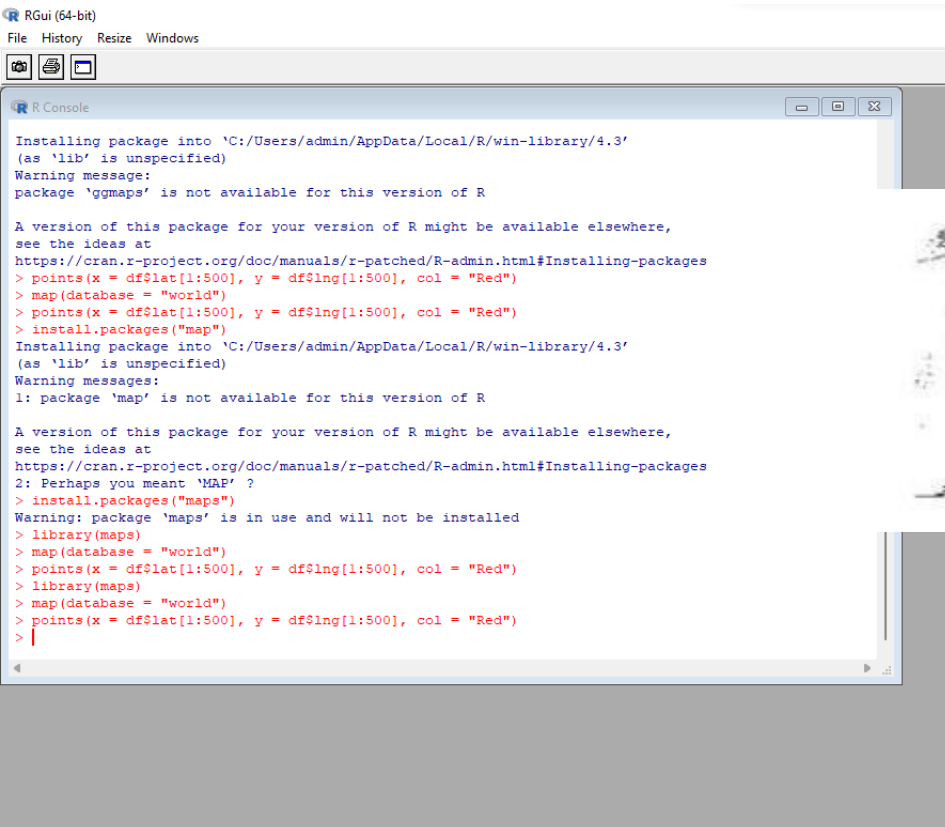 RGui (64-bit)
File History Resize Windows
R Console
Installing package into ‘C:/Users/admin/AppData/Local/R/win-library/4.3’
(as ‘lib’ is unspecified)
Warning message:
package ‘ggmaps’ is not available for this version of R
A version of this package for your version of R might be available elsewhere,
see the ideas at
https://cran.r-project.org/doc/manuals/r-patched/R-admin.html#Installing-packages
> points(x = df$lat[1:500], y = df$lng[1:500], col = "Red")
> map(database = "world")
> points(x = df$lat[1:500], y = df$lng[1:500], col = "Red")
> install.packages("map")
Installing package into ‘C:/Users/admin/AppData/Local/R/win-library/4.3’
(as ‘lib’ is unspecified)
Warning messages:
1: package ‘map’ is not available for this version of R
A version of this package for your version of R might be available elsewhere,
see the ideas at
https://cran.r-project.org/doc/manuals/r-patched/R-admin.html#Installing-packages
2: Perhaps you meant ‘MAP’ ?
> install.packages("maps")
Warning: package ‘maps’ is in use and will not be installed
> library(maps)
> map(database = "world")
> points(x = df$lat[1:500], y = df$lng[1:500], col = "Red")
> library(maps)
> map(database = "world")
> points(x = df$lat[1:500], y = df$lng[1:500], col = "Red")
>